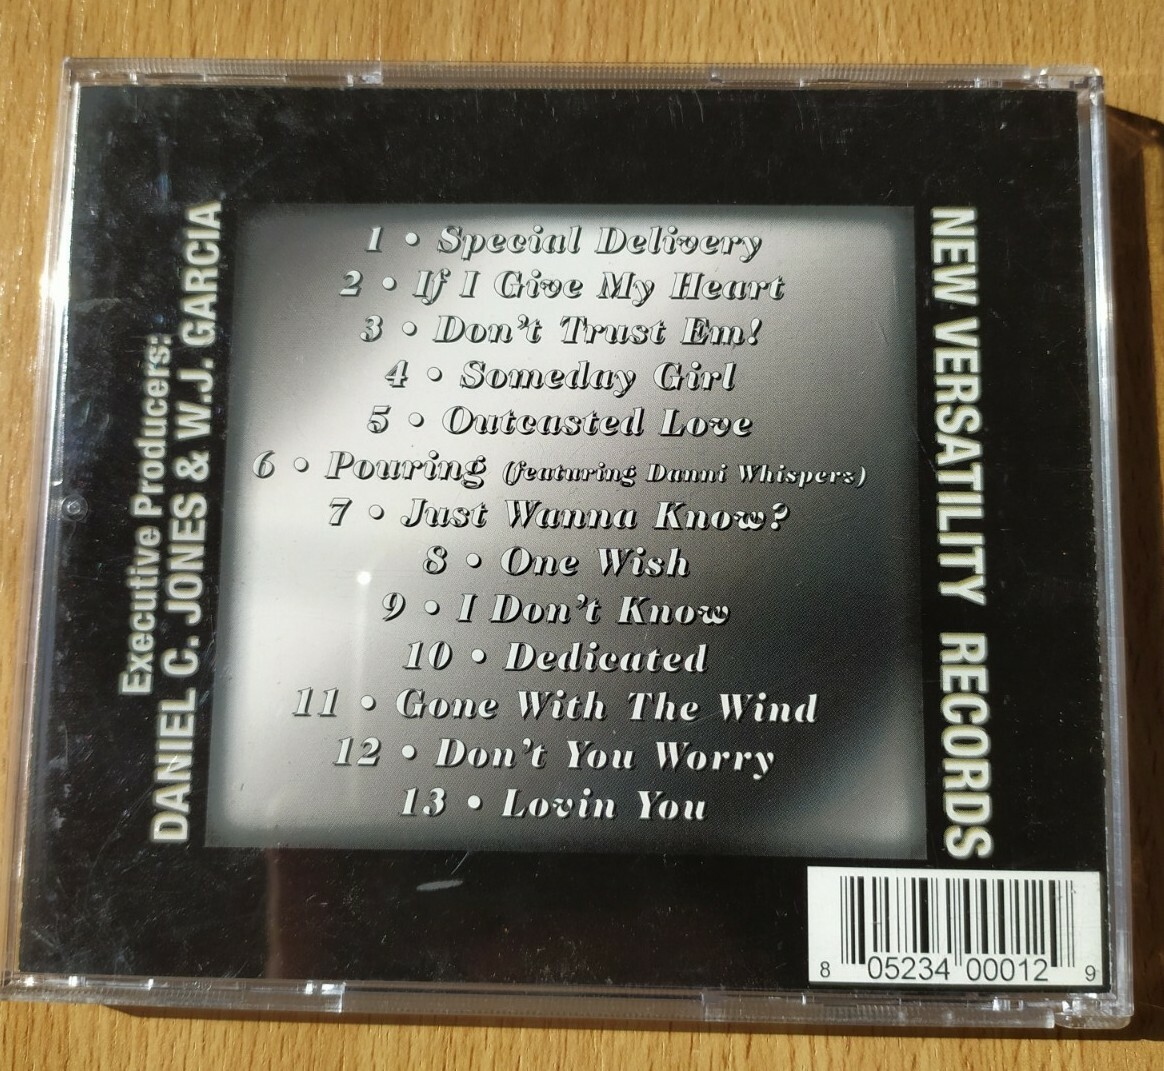 Executive Producers:
DANIEL C. JONES & W.J. GARCIA
1 • Special Delivery
2 • If I Give My Heart
3 • Don't Trust Em!
4 • Someday Girl
5 • Outcasted Love
6 • Pouring (featuring Danni Whisperz)
7 • Just Wanna Know?
8 • One Wish
9 • I Don't Know
10 • Dedicated
11 • Gone With The Wind
12 • Don't You Worry
13 • Lovin You
NEW VERSATILITY RECORDS
8 05234 00012 9